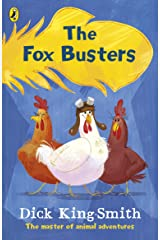 The
Fox Busters
Dick King-Smith
The master of animal adventures